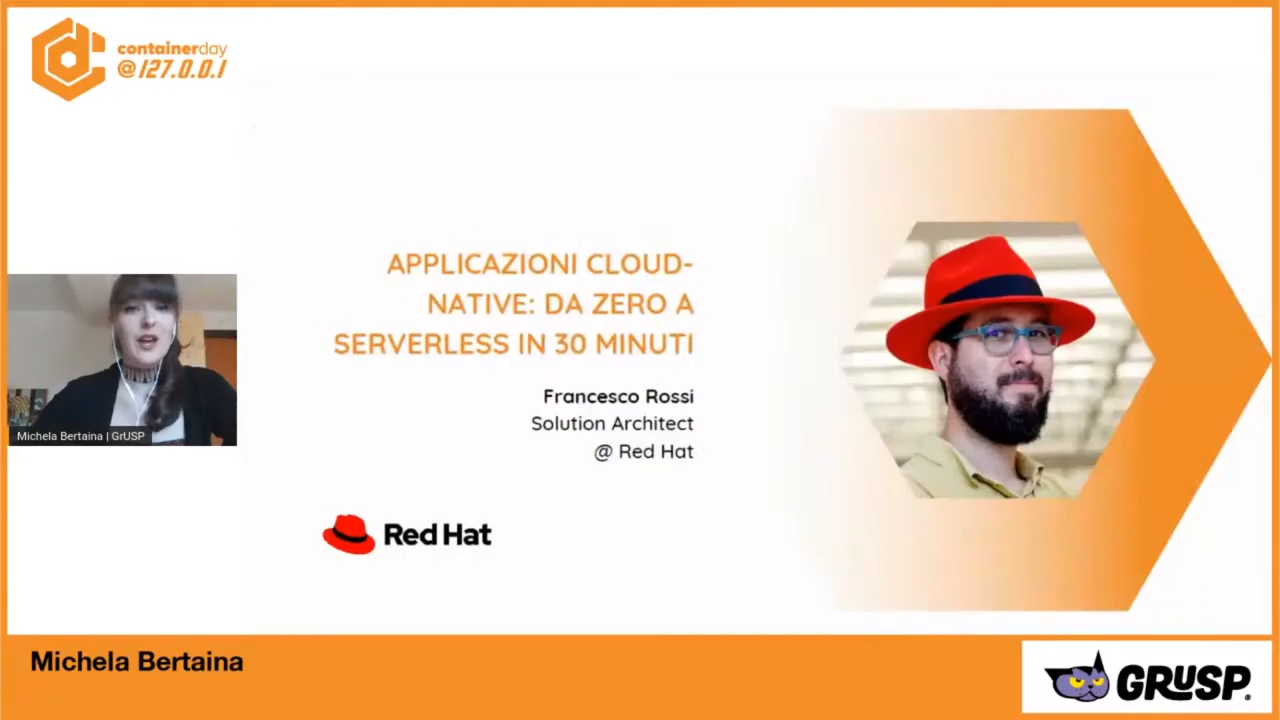 containerday
@127.0.0.1
APPLICAZIONI CLOUD-
NATIVE: DA ZERO A
SERVERLESS IN 30 MINUTI
Francesco Rossi
Solution Architect
@ Red Hat
Red Hat
Michela Bertaina | GrUSP
Michela Bertaina
GRUSP